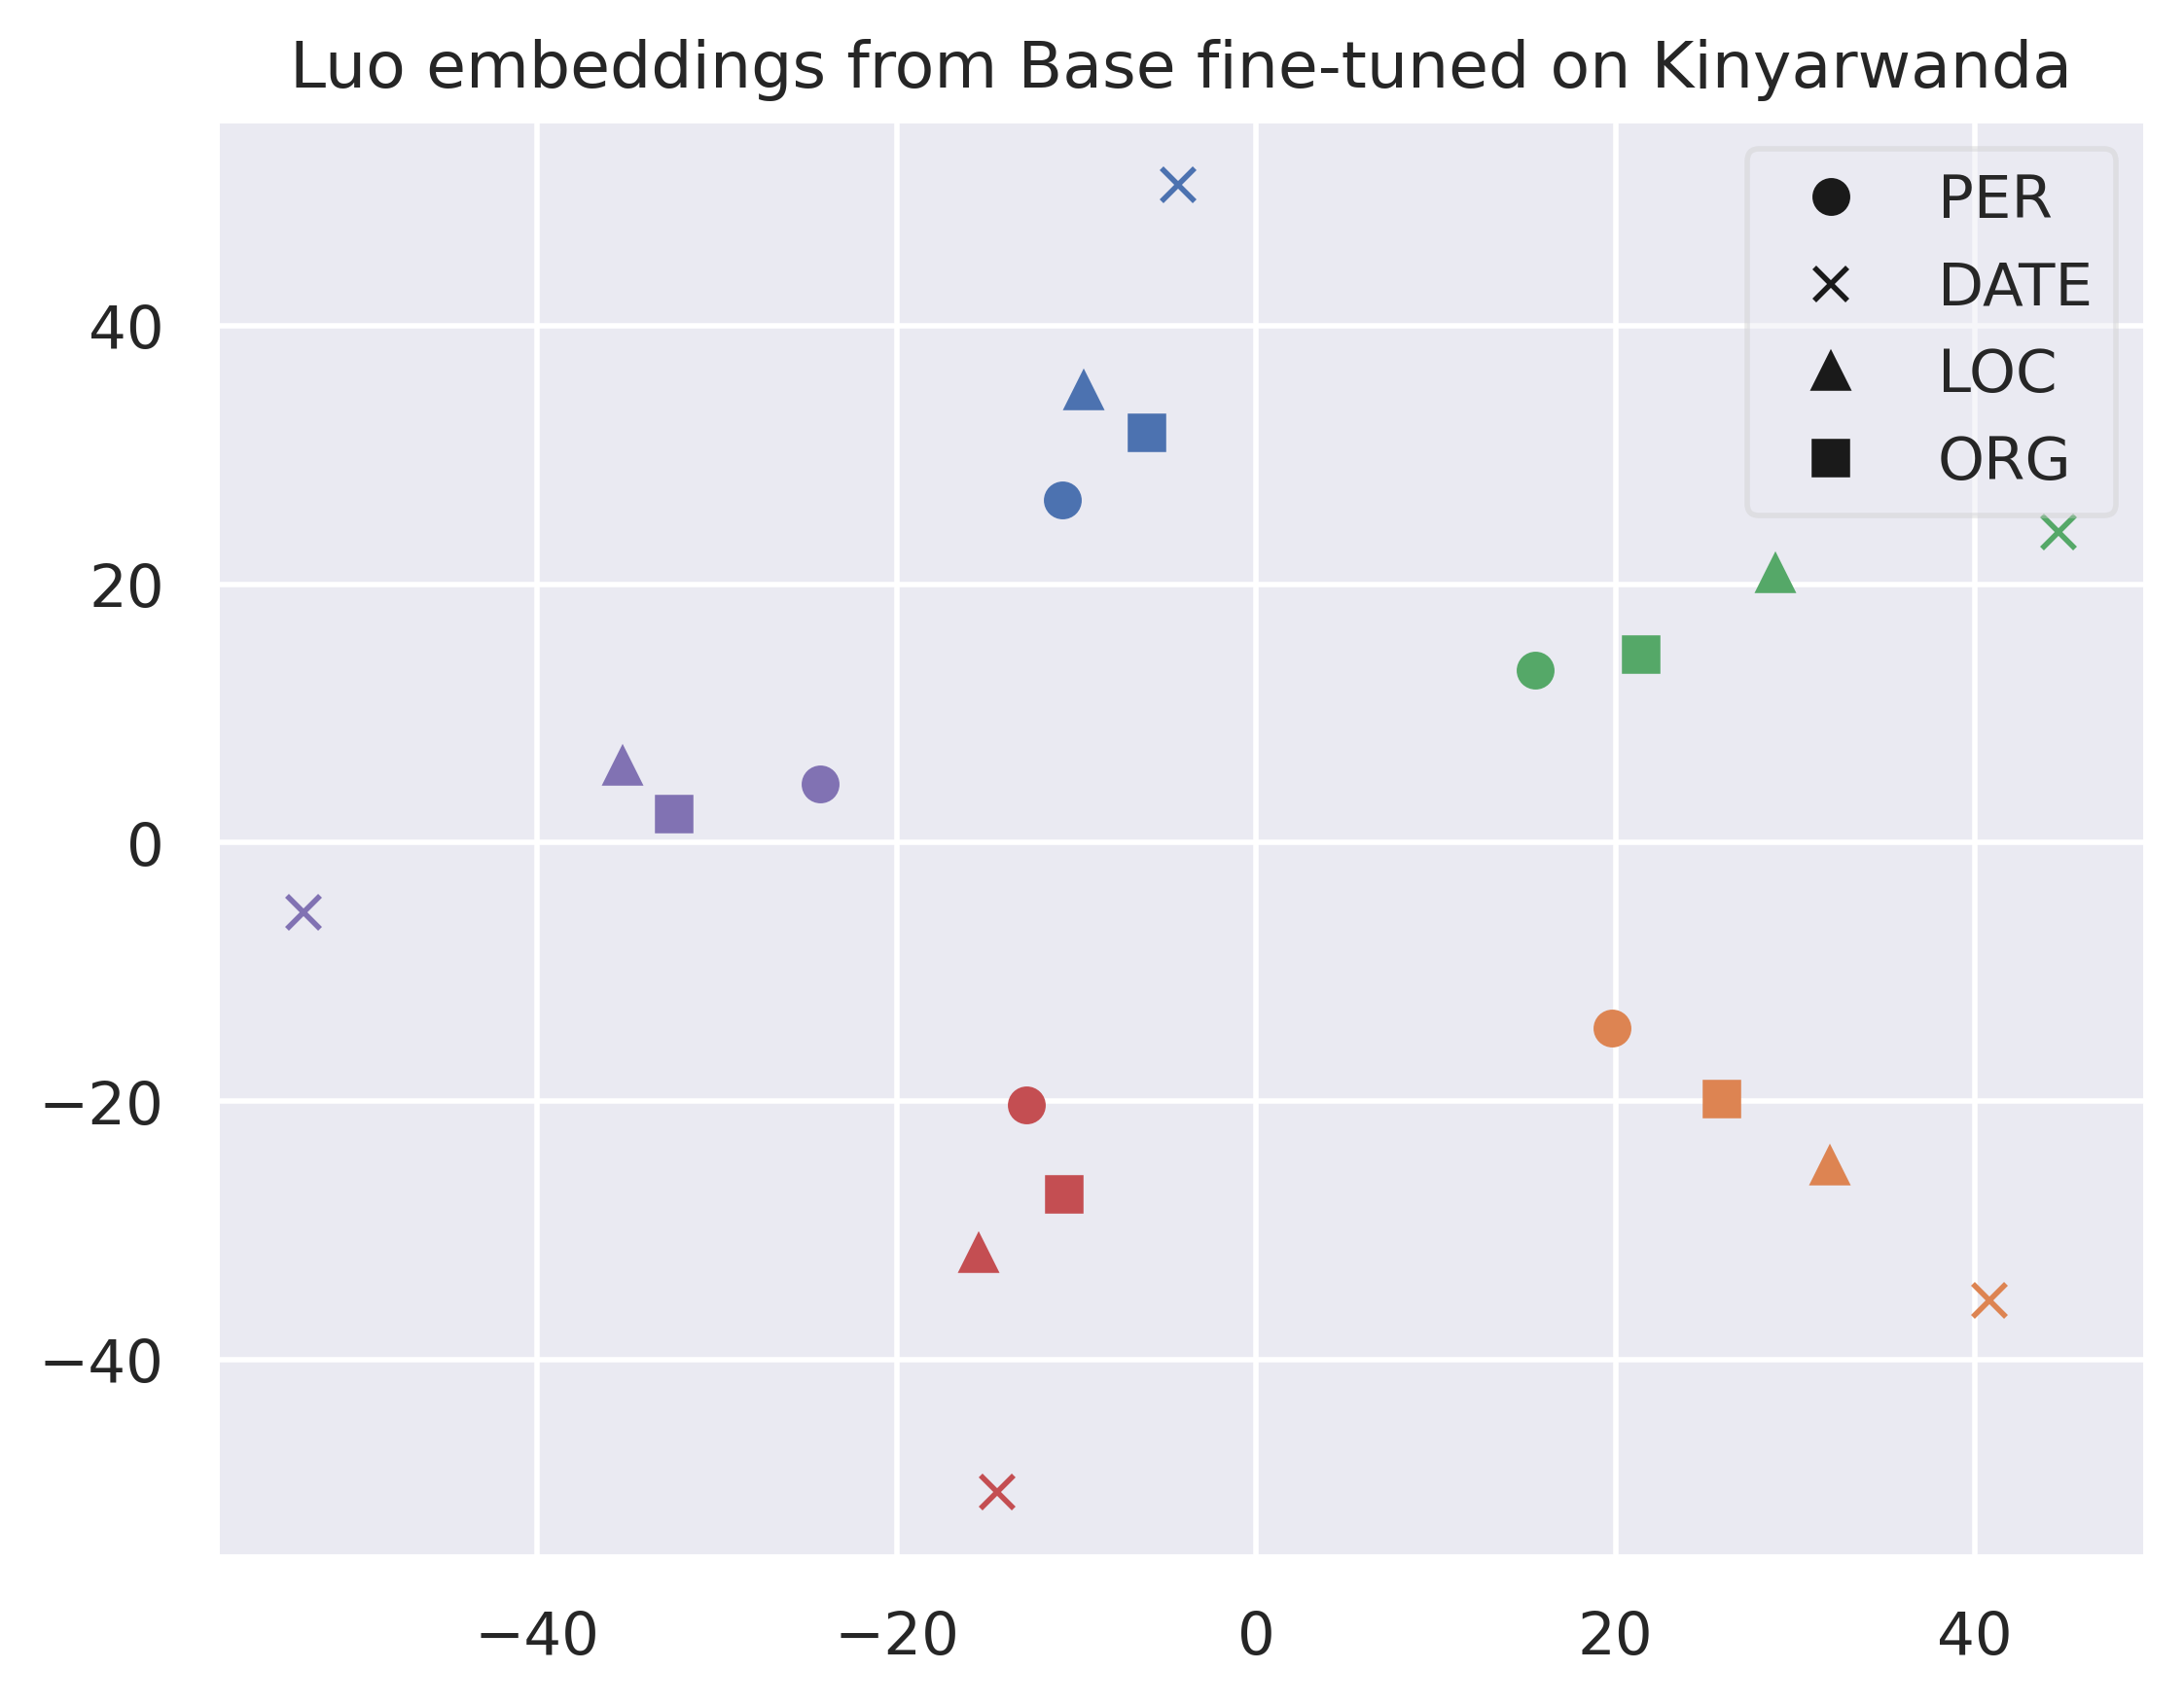 Luo embeddings from Base fine-tuned on Kinyarwanda
PER
DATE
LOC
ORG
40
20
0
−20
−40
−40 −20 0 20 40